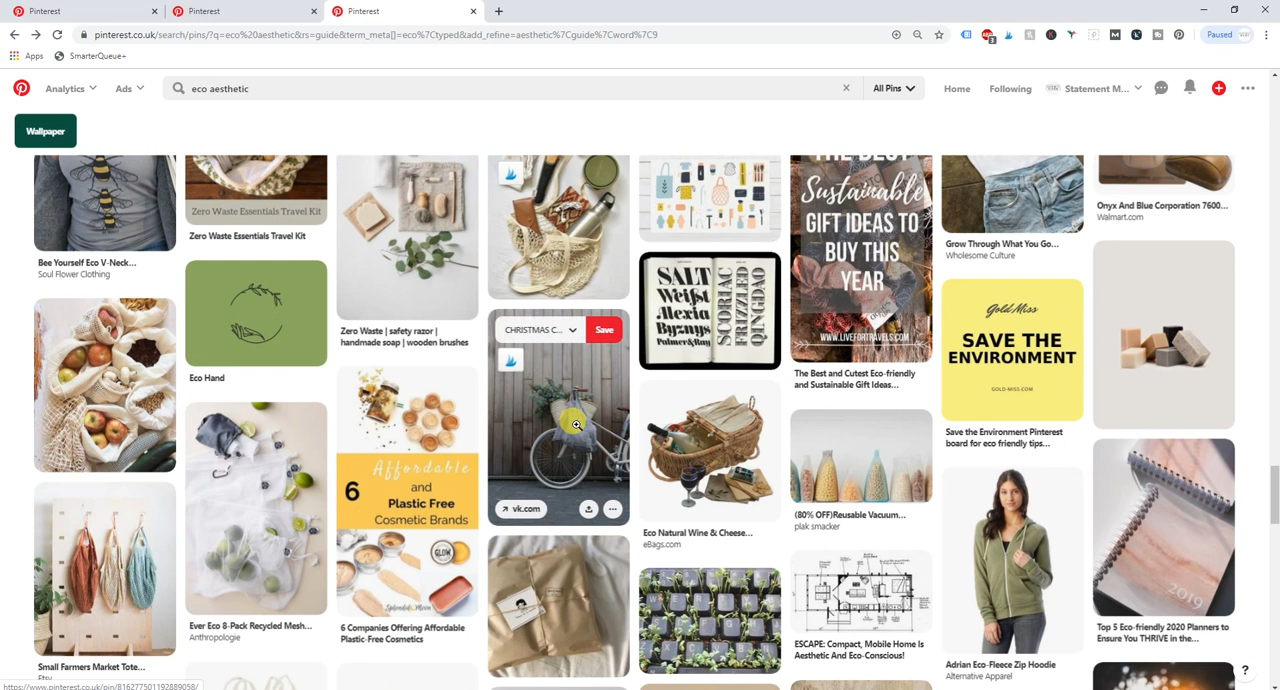 Pinterest
Pinterest
Pinterest
pinterest.co.uk/search/pins/?q=eco%20aesthetic&rs=guide&term_meta[]=eco%7Ctyped&add_refine=aesthetic%7Cguide%7Cword%7C9
Paused
Apps
SmarterQueue+
Analytics
Ads
eco aesthetic
All Pins
Home
Following
Statement M...
Wallpaper
Bee Yourself Eco V-Neck...
Soul Flower Clothing
Small Farmers Market Tote...
Etsy
Zero Waste Essentials Travel Kit
Zero Waste Essentials Travel Kit
Eco Hand
Ever Eco 8-Pack Recycled Mesh...
Anthropologie
Zero Waste | safety razor |
handmade soap | wooden brushes
6
Affordable
and
Plastic Free
Cosmetic Brands
GLOW
6 Companies Offering Affordable
Plastic-Free Cosmetics
CHRISTMAS C...
Save
vk.com
SALT
Weißt
Alexia
Byznys
Palmer&Ray
SCORIAC
FRIZZLED
QINGDAO
Eco Natural Wine & Cheese...
eBags.com
THE BEST
Sustainable
GIFT IDEAS TO
BUY THIS
YEAR
WWW.LIVEFORTRAVELS.COM
The Best and Cutest Eco-friendly
and Sustainable Gift Ideas...
(80% OFF)Reusable Vacuum...
plak smacker
ESCAPE: Compact, Mobile Home Is
Aesthetic And Eco-Conscious!
Grow Through What You Go...
Wholesome Culture
Gold Miss
SAVE THE
ENVIRONMENT
GOLD-MISS.COM
Save the Environment Pinterest
board for eco friendly tips...
Adrian Eco-Fleece Zip Hoodie
Alternative Apparel
Onyx And Blue Corporation 7600...
Walmart.com
2019
Top 5 Eco-friendly 2020 Planners to
Ensure You THRIVE in the...
?
https://www.pinterest.co.uk/pin/816277501192889058/